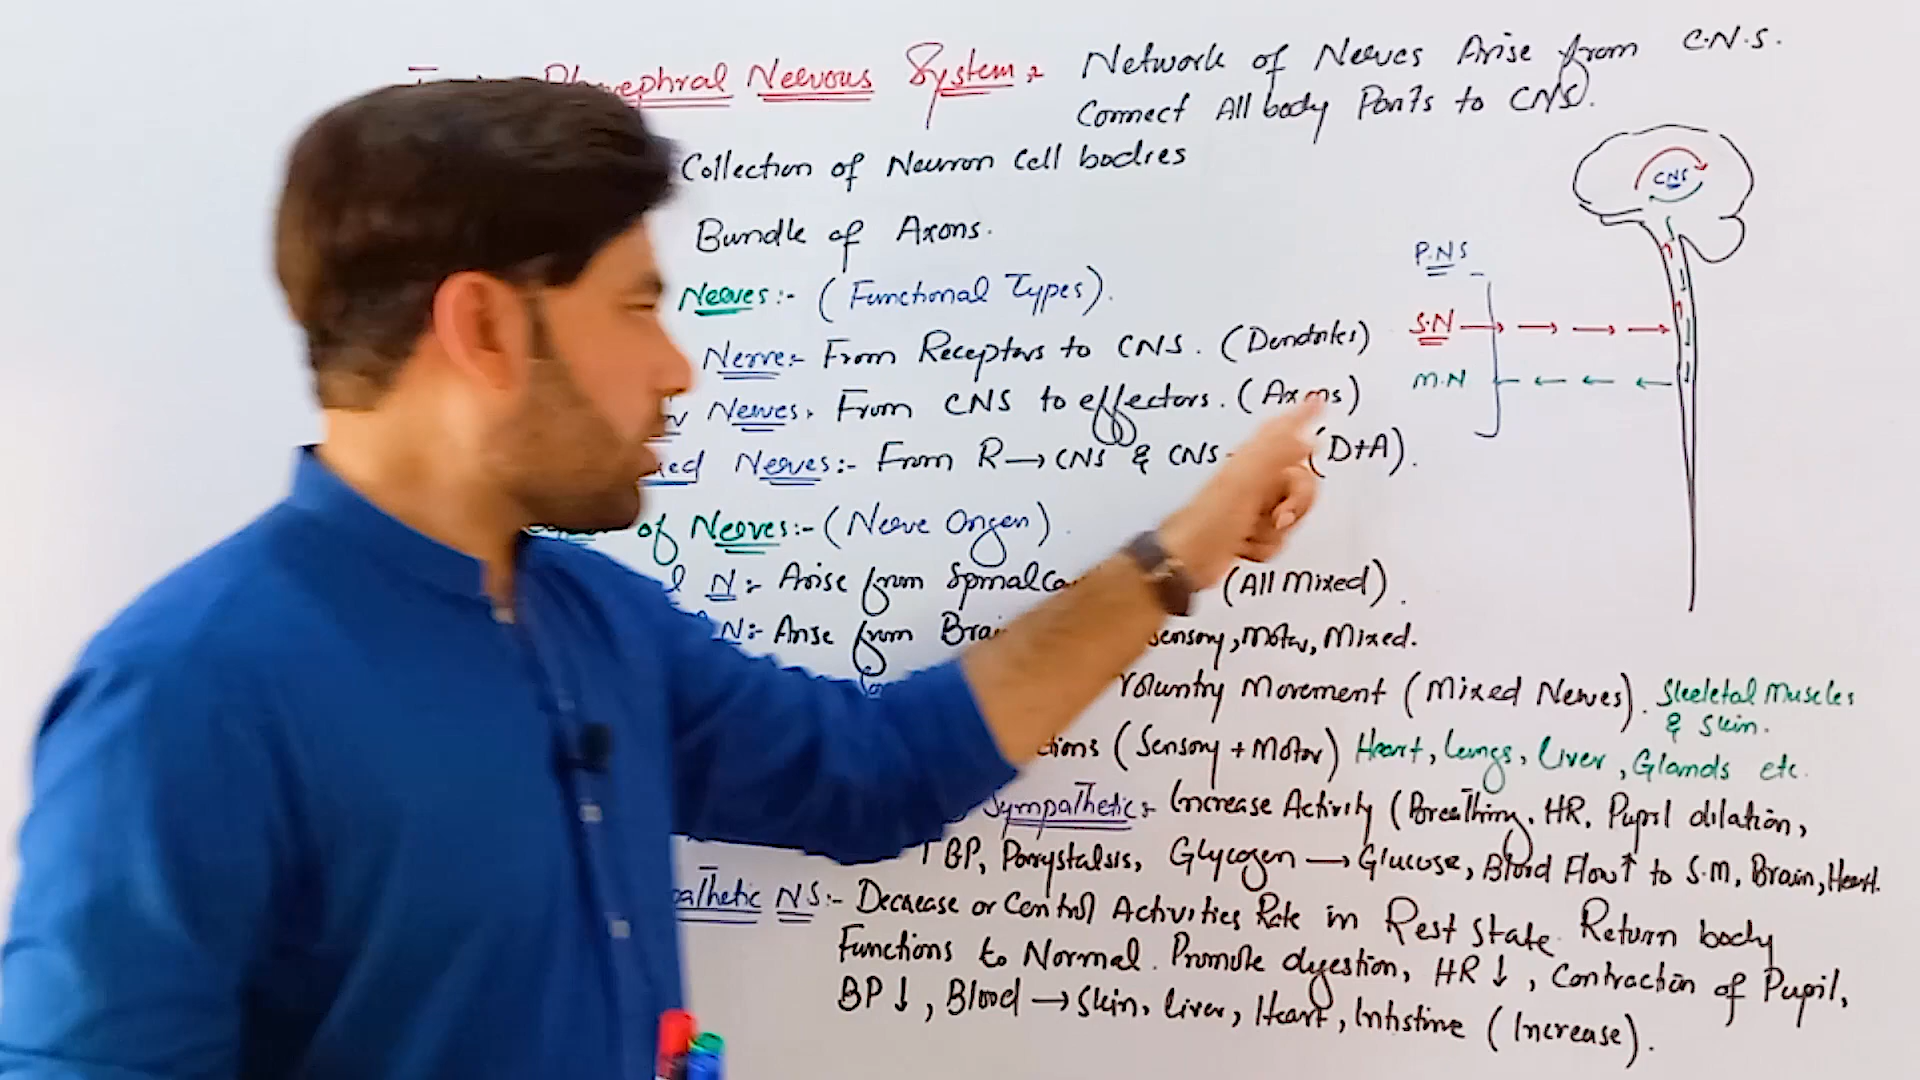 Nervous System: Network of Nerves Arise from C.N.S.
Connect All body Parts to CNS.
Collection of Neuron Cell bodies
Bundle of Axons.
Nerves:- (Functional Types).
Nerve:- From Receptors to CNS. (Dendrites)
Nerves, From CNS to effectors. (Axons)
Nerves:- From R→CNS & CNS (D+A).
of Nerves:- (Nerve Origen)
N:- Arise from Spinal (All Mixed).
N:- Arise from Sensory, Motor, Mixed.
Voluntry Movement (Mixed Nerves). Skeletal Muscles
& Skin.
(Sensory + Motor) Heart, Lungs, Liver, Glands etc.
Sympathetic:- Increase Activity (Breathing, HR, Pupil dilation,
↑ BP, Parystalsis, Glycogen → Glucose, Blood Flow↑ to S.M, Brain, Heart.
NS:- Decrease or Control Activities Rate in Rest State. Return body
Functions to Normal. Promote digestion, HR ↓, Contraction of Pupil,
BP ↓, Blood → Skin, Liver, Heart, Intistine (Increase).
CNS
P.NS
S.N
M.N